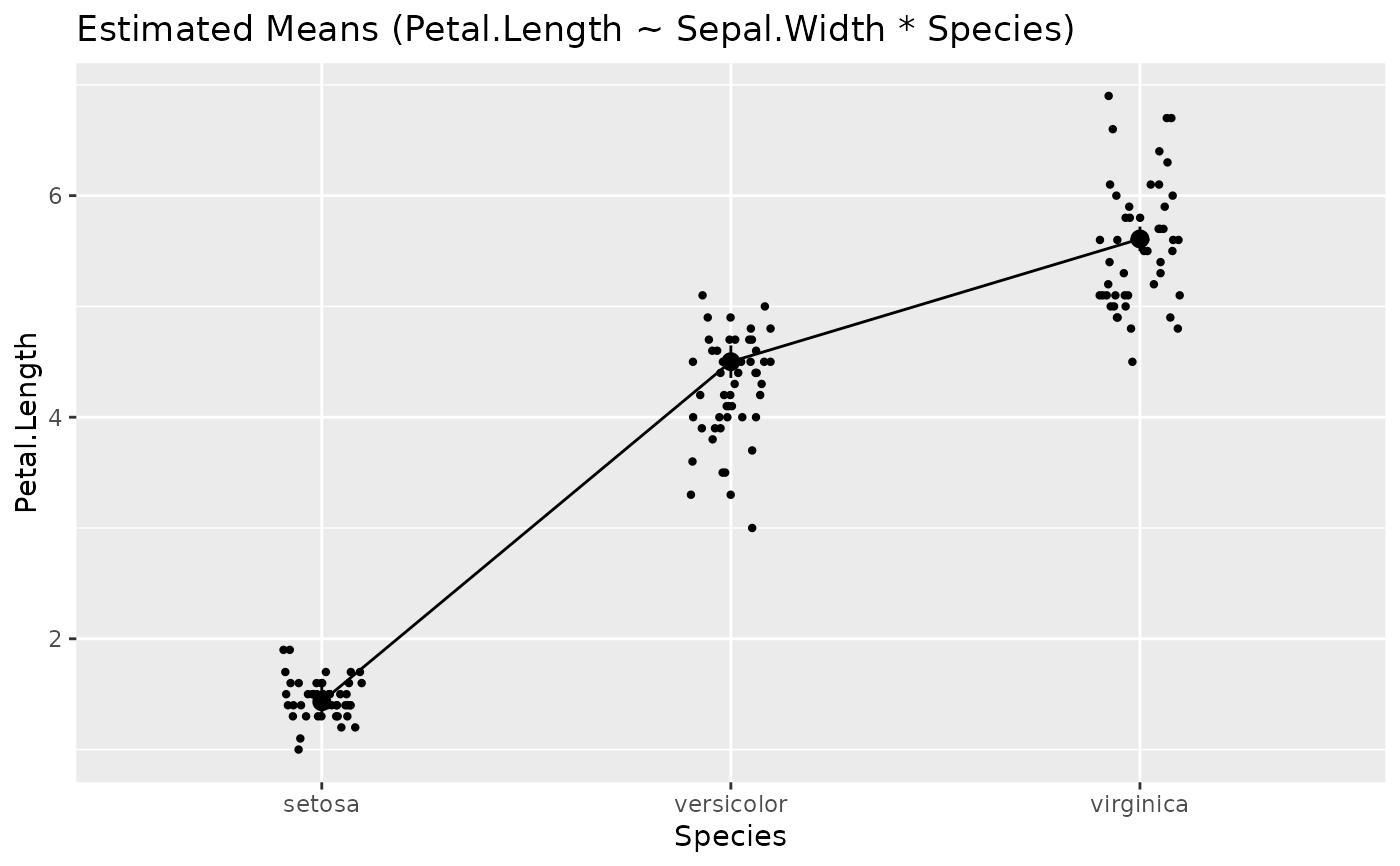 Estimated Means (Petal.Length ~ Sepal.Width * Species)
Petal.Length
6
4
2
setosa
versicolor
virginica
Species